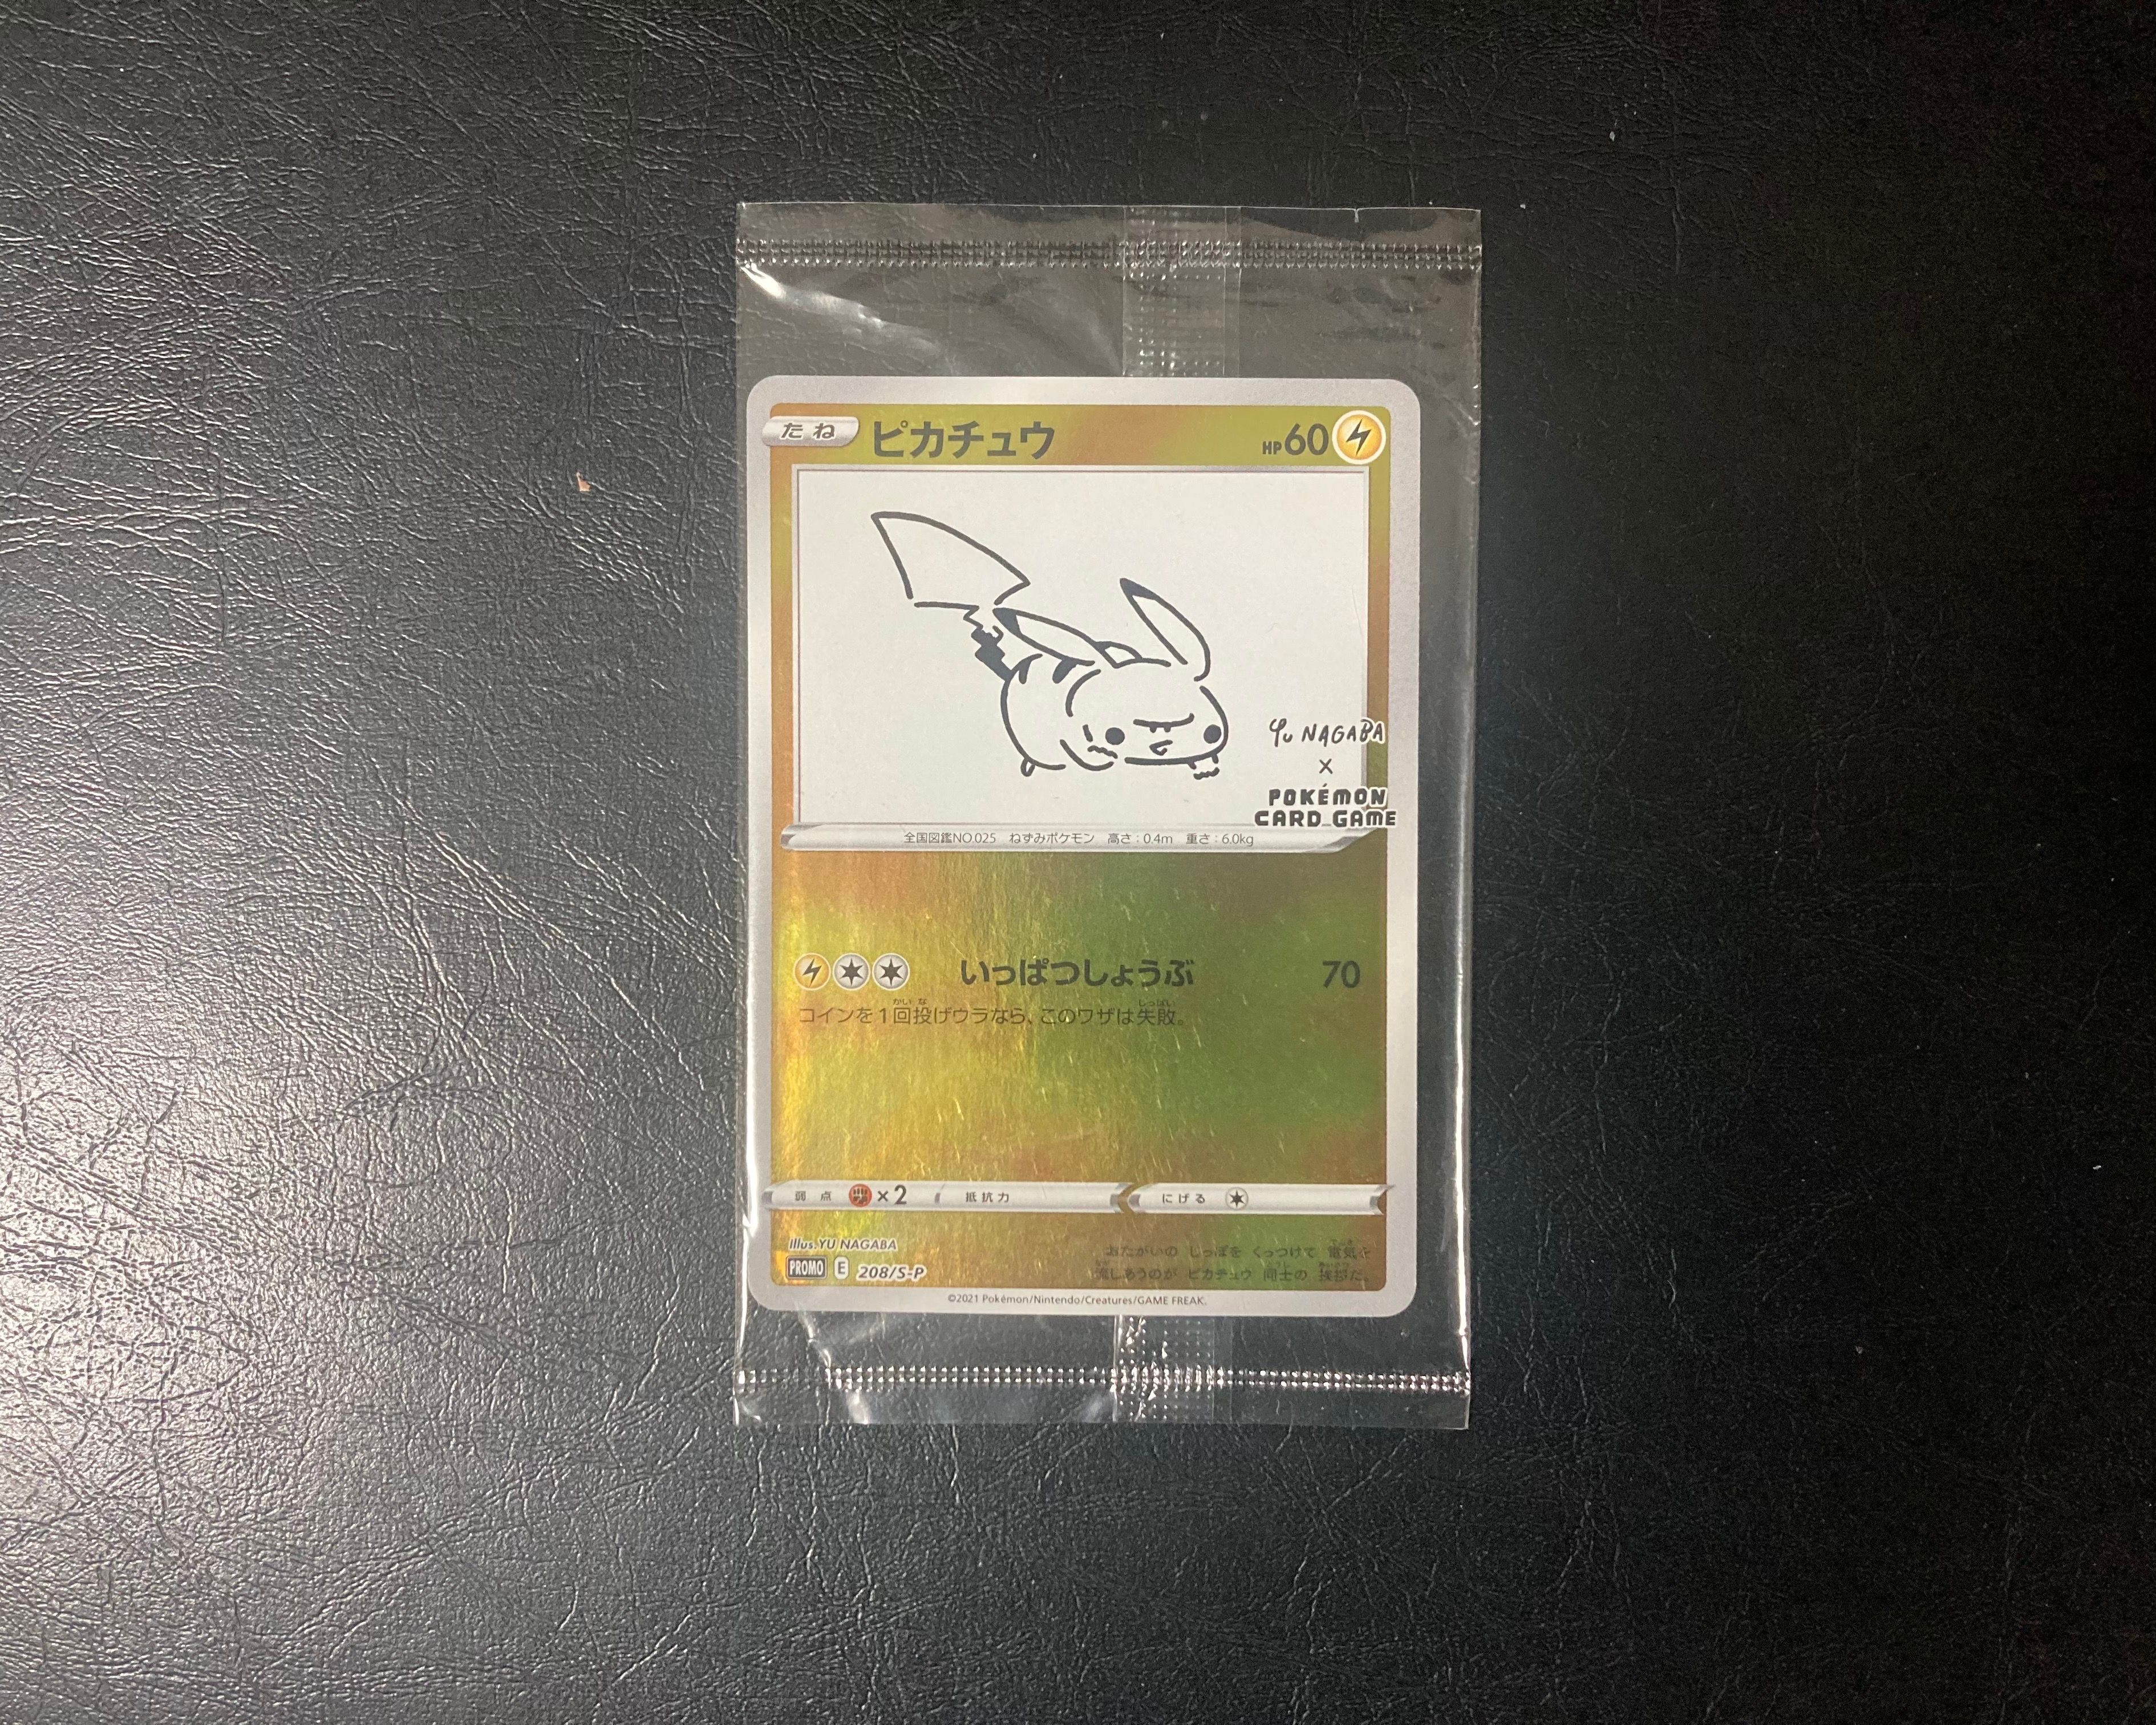 たね ピカチュウ HP60
Yu NAGABA
×
POKÉMON
CARD GAME
全国図鑑NO.025 ねずみポケモン 高さ：0.4m 重さ：6.0kg
いっぱつしょうぶ 70
コインを1回投げウラなら、このワザは失敗。
弱点 ×2 抵抗力 にげる
Illus.YU NAGABA
PROMO E 208/S-P
おたがいの しっぽを くっつけて 電気を
流しあうのが ピカチュウ 同士の 挨拶だ。
©2021 Pokémon/Nintendo/Creatures/GAME FREAK.